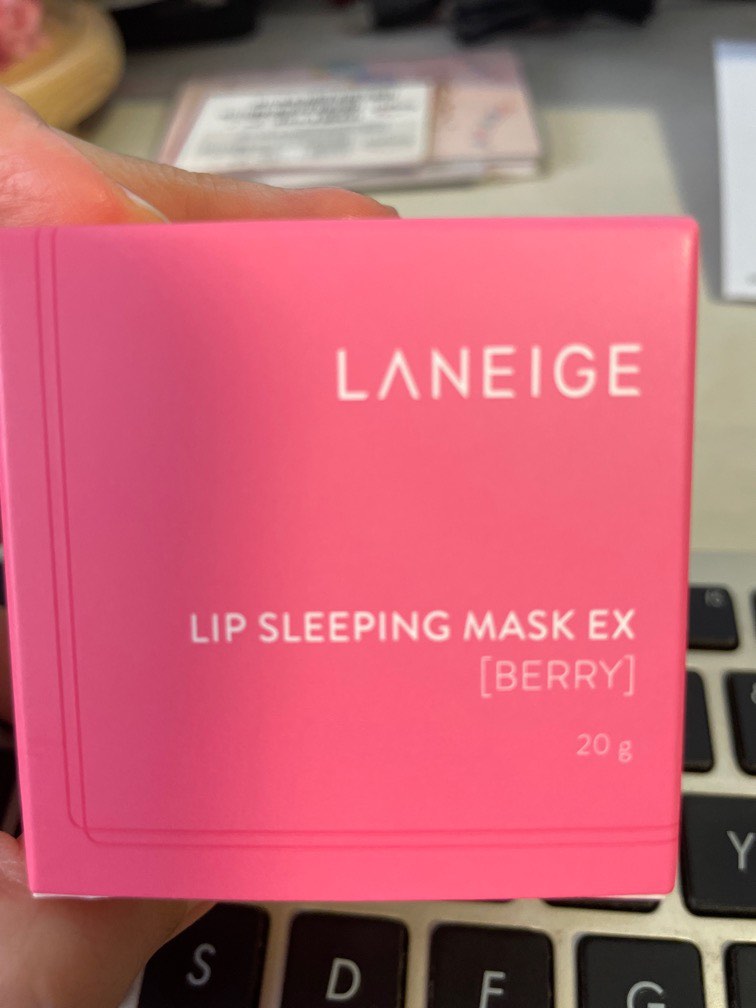 LANEIGE
LIP SLEEPING MASK EX
[BERRY]
20 g
Y
S D F G